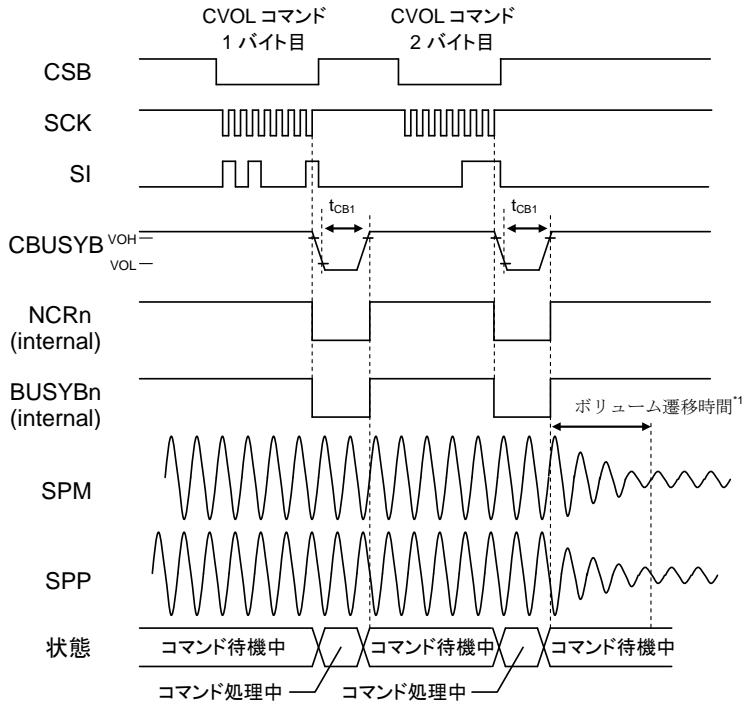 CVOL コマンド
1 バイト目
CVOL コマンド
2 バイト目
CSB
SCK
SI
tCB1
tCB1
CBUSYB
VOH
VOL
NCRn
(internal)
BUSYBn
(internal)
ボリューム遷移時間*1
SPM
SPP
状態
コマンド待機中
コマンド待機中
コマンド待機中
コマンド処理中
コマンド処理中